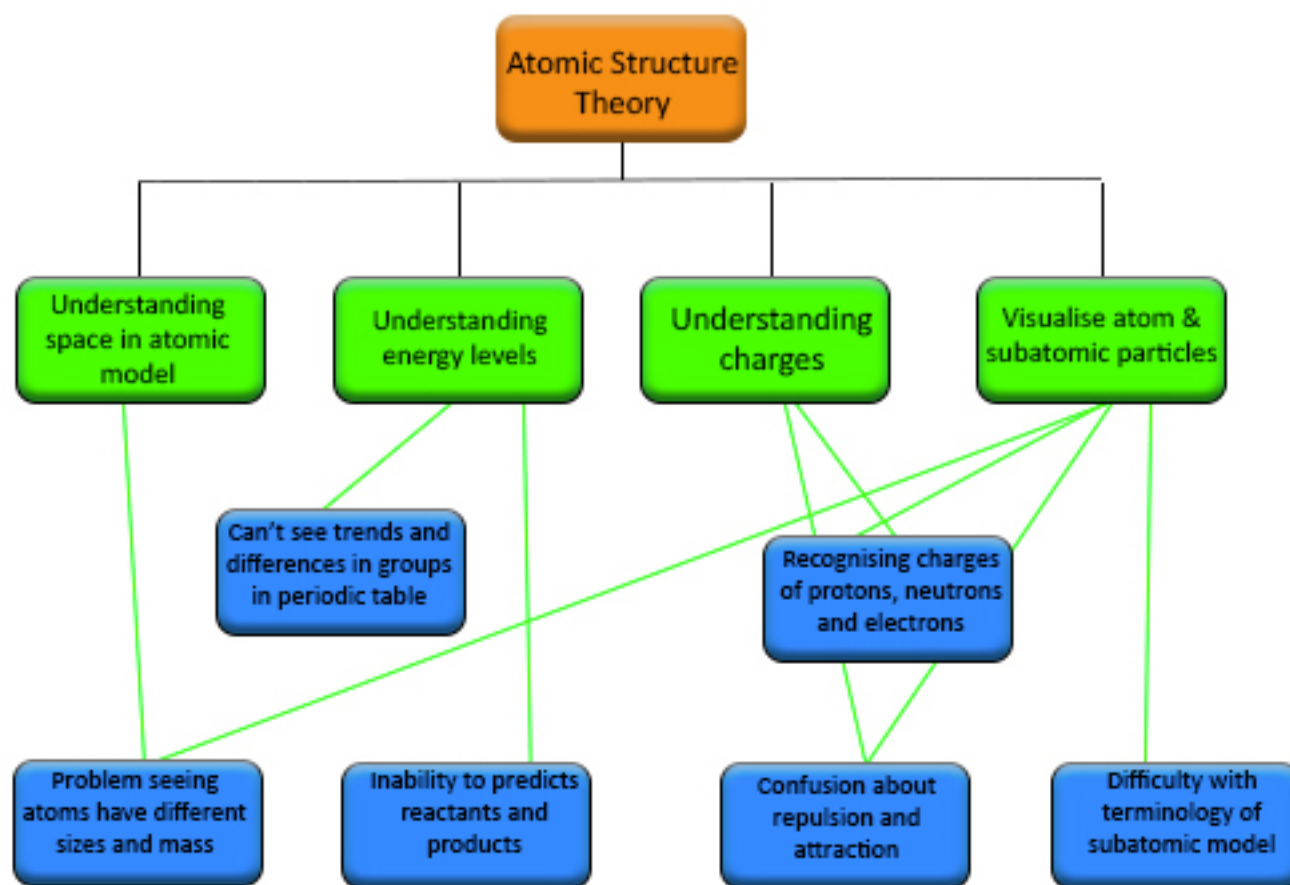 Atomic Structure
Theory
Understanding
space in atomic
model
Understanding
energy levels
Understanding
charges
Visualise atom &
subatomic particles
Can't see trends and
differences in groups
in periodic table
Recognising charges
of protons, neutrons
and electrons
Problem seeing
atoms have different
sizes and mass
Inability to predicts
reactants and
products
Confusion about
repulsion and
attraction
Difficulty with
terminology of
subatomic model